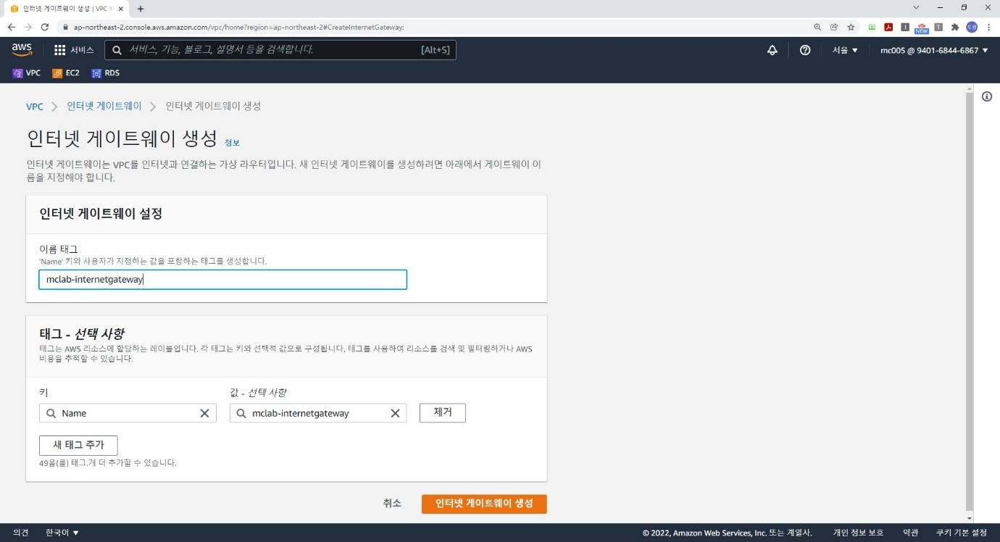 인터넷 게이트웨이 생성 | VPC M
ap-northeast-2.console.aws.amazon.com/vpc/home?region=ap-northeast-2#CreateInternetGateway:
NEW
I
T
도원
aws
서비스
서비스, 기능, 블로그, 설명서 등을 검색합니다.
[Alt+S]
서울
mc005 @ 9401-6844-6867
VPC
EC2
RDS
VPC > 인터넷 게이트웨이 > 인터넷 게이트웨이 생성
인터넷 게이트웨이 생성 정보
인터넷 게이트웨이는 VPC를 인터넷과 연결하는 가상 라우터입니다. 새 인터넷 게이트웨이를 생성하려면 아래에서 게이트웨이 이
름을 지정해야 합니다.
인터넷 게이트웨이 설정
이름 태그
'Name' 키와 사용자가 지정하는 값을 포함하는 태그를 생성합니다.
mclab-internetgateway
태그 - 선택 사항
태그는 AWS 리소스에 할당하는 레이블입니다. 각 태그는 키와 선택적 값으로 구성됩니다. 태그를 사용하여 리소스를 검색 및 필터링하거나 AWS
비용을 추적할 수 있습니다.
키
값 - 선택 사항
Name
mclab-internetgateway
제거
새 태그 추가
49을(를) 태그.개 더 추가할 수 있습니다.
취소
인터넷 게이트웨이 생성
의견
한국어
© 2022, Amazon Web Services, Inc. 또는 계열사.
개인 정보 보호
약관
쿠키 기본 설정